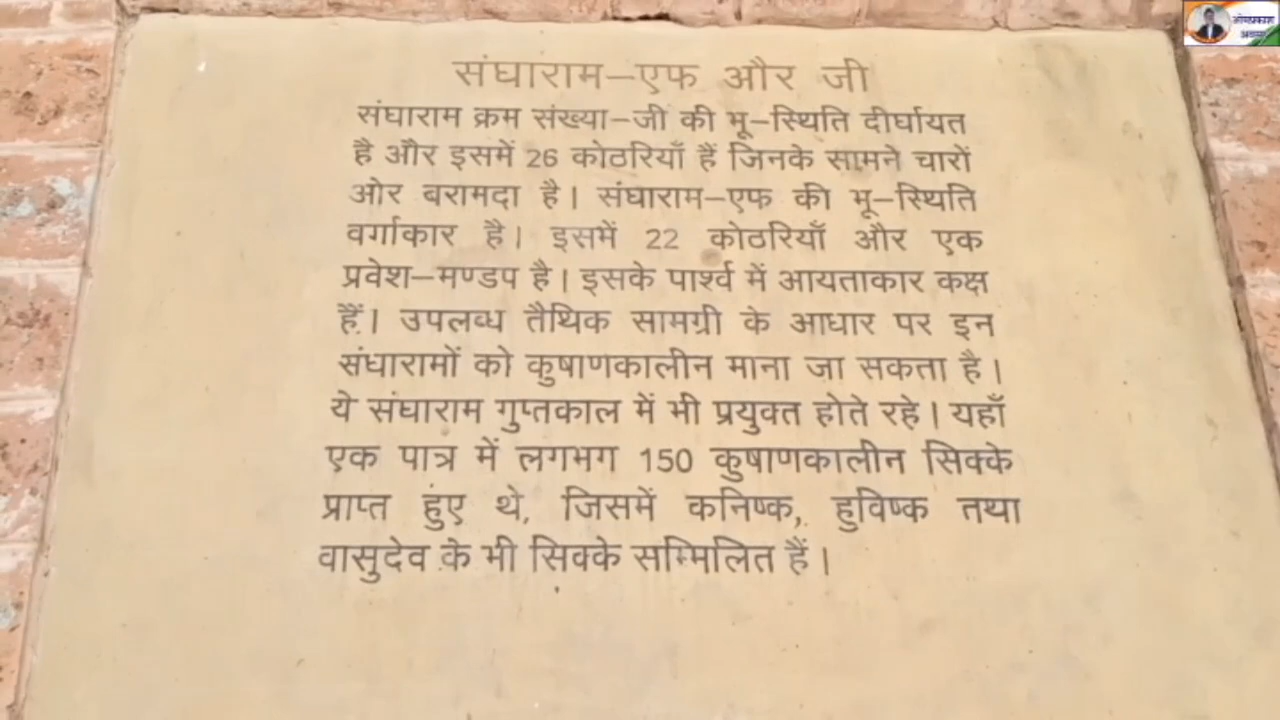 संघाराम–एफ और जी
संघाराम क्रम संख्या–जी की भू–स्थिति दीर्घायत
है और इसमें 26 कोठरियाँ हैं जिनके सामने चारों
ओर बरामदा है। संघाराम–एफ की भू–स्थिति
वर्गाकार है। इसमें 22 कोठरियाँ और एक
प्रवेश–मण्डप है। इसके पार्श्व में आयताकार कक्ष
हैं। उपलब्ध तैथिक सामग्री के आधार पर इन
संघारामों को कुषाणकालीन माना जा सकता है।
ये संघाराम गुप्तकाल में भी प्रयुक्त होते रहे। यहाँ
एक पात्र में लगभग 150 कुषाणकालीन सिक्के
प्राप्त हुए थे, जिसमें कनिष्क, हुविष्क तथा
वासुदेव के भी सिक्के सम्मिलित हैं।